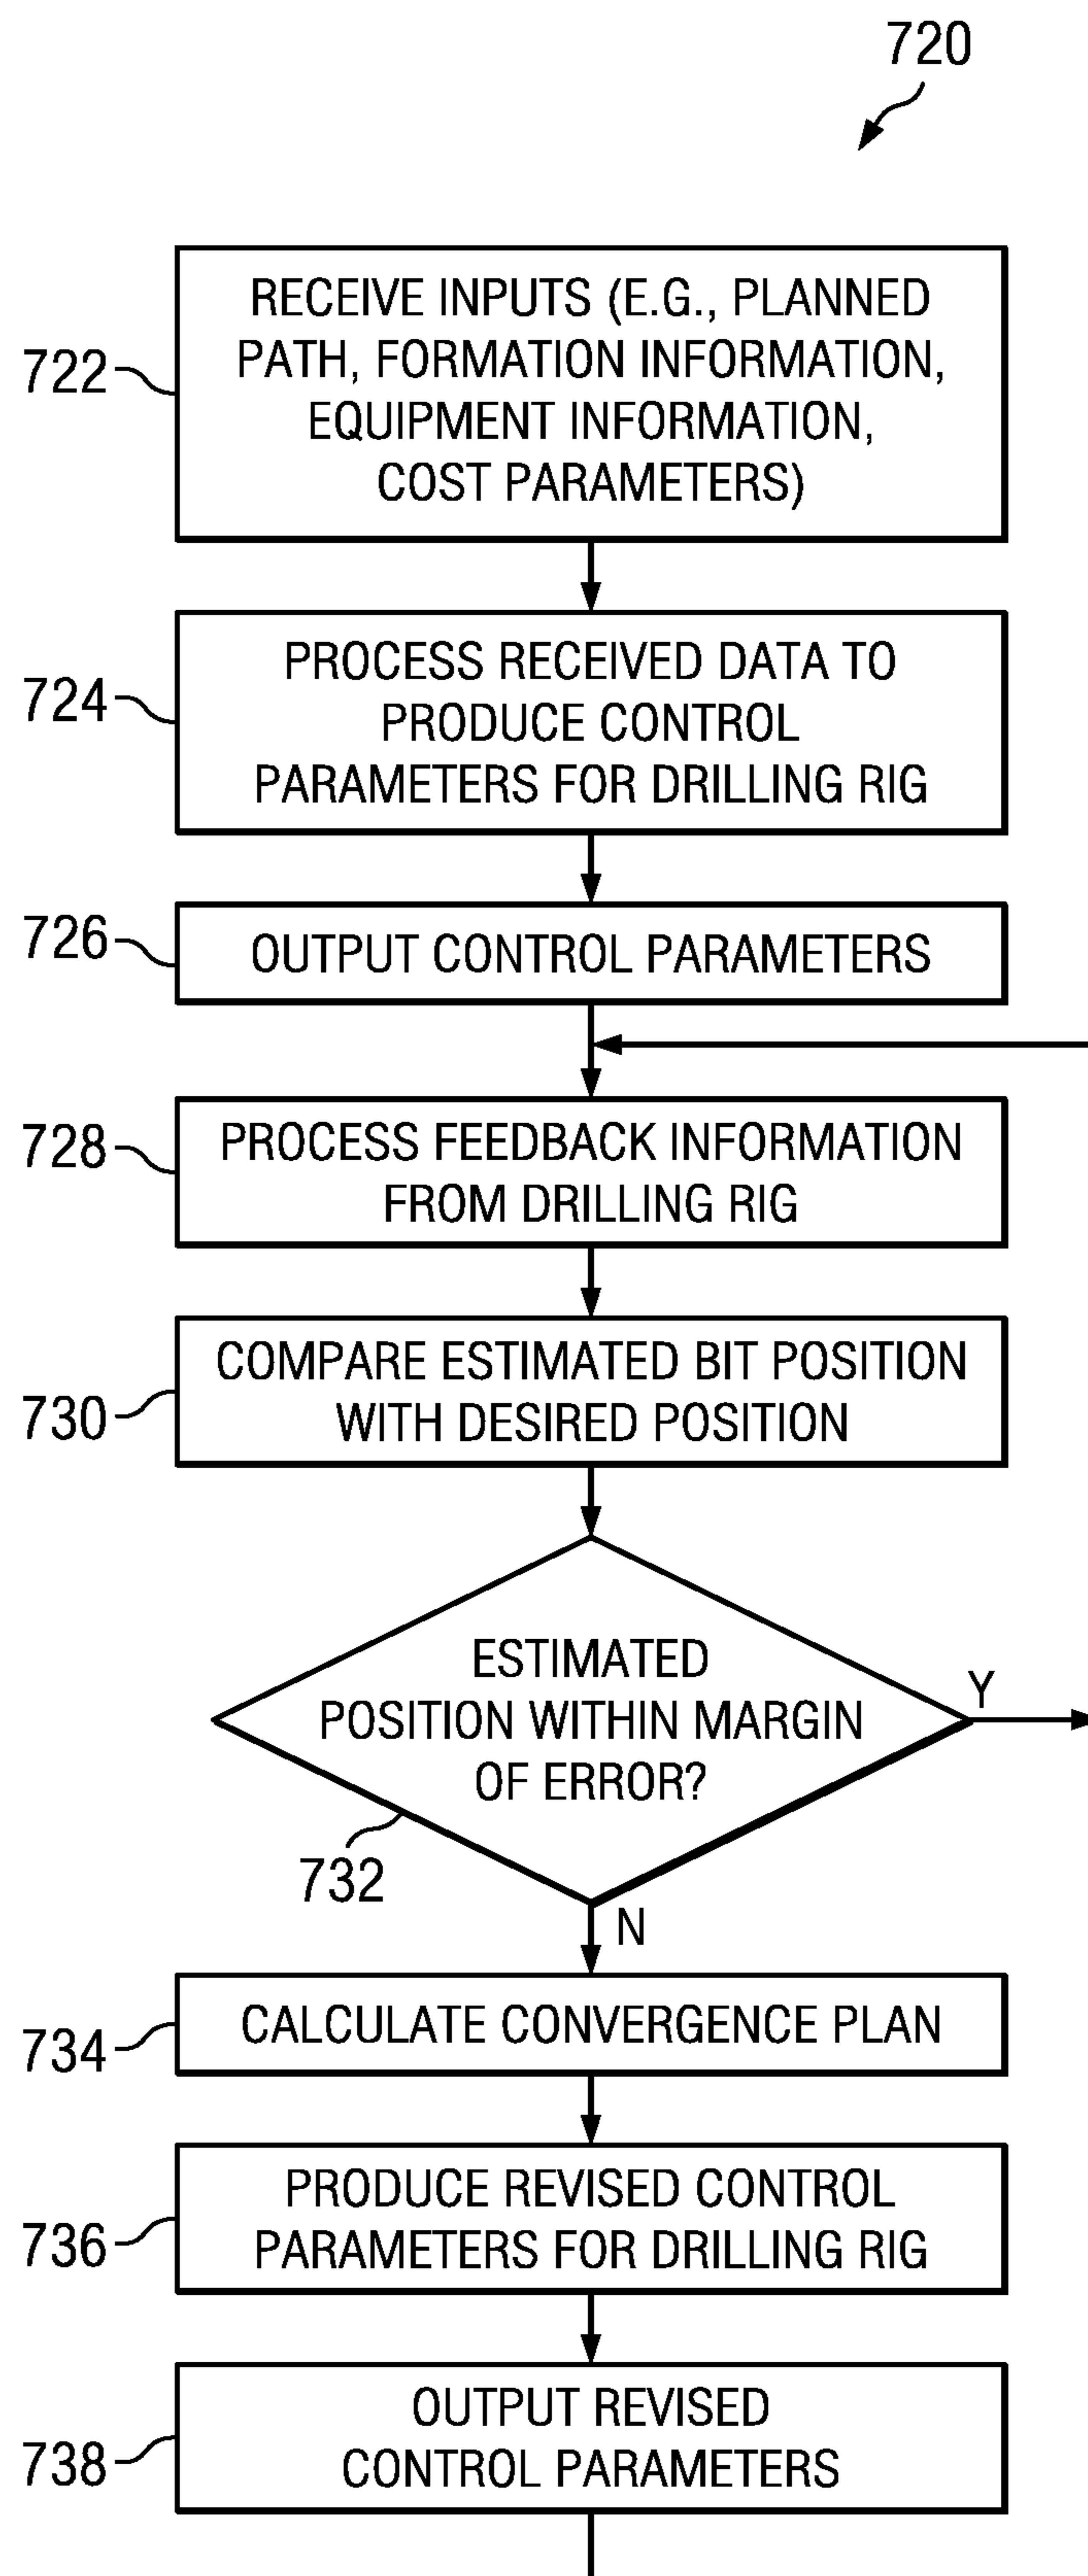 720
RECEIVE INPUTS (E.G., PLANNED
PATH, FORMATION INFORMATION,
EQUIPMENT INFORMATION,
COST PARAMETERS)
722
PROCESS RECEIVED DATA TO
PRODUCE CONTROL
PARAMETERS FOR DRILLING RIG
724
OUTPUT CONTROL PARAMETERS
726
PROCESS FEEDBACK INFORMATION
FROM DRILLING RIG
728
COMPARE ESTIMATED BIT POSITION
WITH DESIRED POSITION
730
ESTIMATED
POSITION WITHIN MARGIN
OF ERROR?
Y
732
N
CALCULATE CONVERGENCE PLAN
734
PRODUCE REVISED CONTROL
PARAMETERS FOR DRILLING RIG
736
OUTPUT REVISED
CONTROL PARAMETERS
738